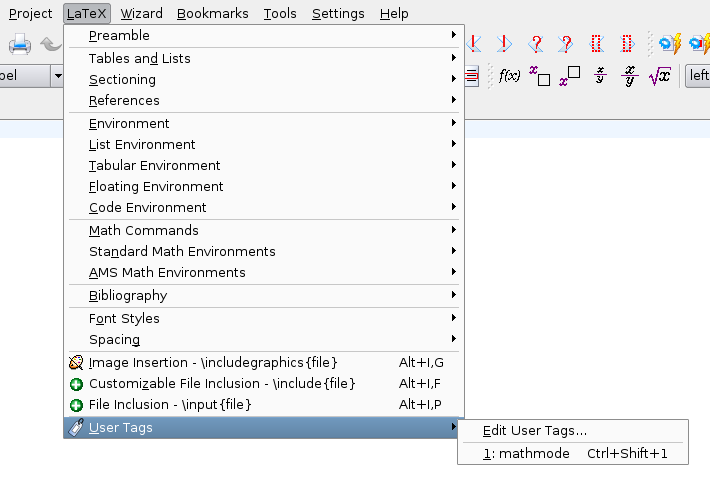 Project LaTeX Wizard Bookmarks Tools Settings Help
Preamble
Tables and Lists
Sectioning
References
Environment
List Environment
Tabular Environment
Floating Environment
Code Environment
Math Commands
Standard Math Environments
AMS Math Environments
Bibliography
Font Styles
Spacing
Image Insertion - \includegraphics{file} Alt+I,G
Customizable File Inclusion - \include{file} Alt+I,F
File Inclusion - \input{file} Alt+I,P
User Tags
Edit User Tags...
1: mathmode Ctrl+Shift+1
bel
f(x) x x x/y x/y √x left